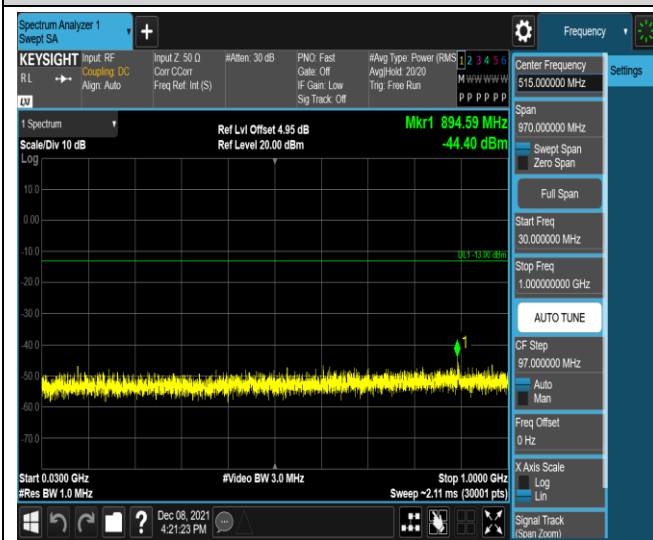 Spectrum Analyzer 1
Swept SA
Frequency
KEYSIGHT
RL
LXI
Input: RF
Coupling: DC
Align: Auto
Input Z: 50 Ω
Corr CCorr
Freq Ref: Int (S)
#Atten: 30 dB
PNO: Fast
Gate: Off
IF Gain: Low
Sig Track: Off
#Avg Type: Power (RMS
Avg|Hold: 20/20
Trig: Free Run
1 2 3 4 5 6
M W W W W W
P P P P P P
1 Spectrum
Scale/Div 10 dB
Log
Ref Lvl Offset 4.95 dB
Ref Level 20.00 dBm
Mkr1 894.59 MHz
-44.40 dBm
10.0
0.00
-10.0
-20.0
-30.0
-40.0
-50.0
-60.0
-70.0
DL1 -13.00 dBm
1
Start 0.0300 GHz
#Res BW 1.0 MHz
#Video BW 3.0 MHz
Stop 1.0000 GHz
Sweep ~2.11 ms (30001 pts)
Dec 08, 2021
4:21:23 PM
Center Frequency
515.000000 MHz
Settings
Span
970.000000 MHz
Swept Span
Zero Span
Full Span
Start Freq
30.000000 MHz
Stop Freq
1.000000000 GHz
AUTO TUNE
CF Step
97.000000 MHz
Auto
Man
Freq Offset
0 Hz
X Axis Scale
Log
Lin
Signal Track
(Span Zoom)